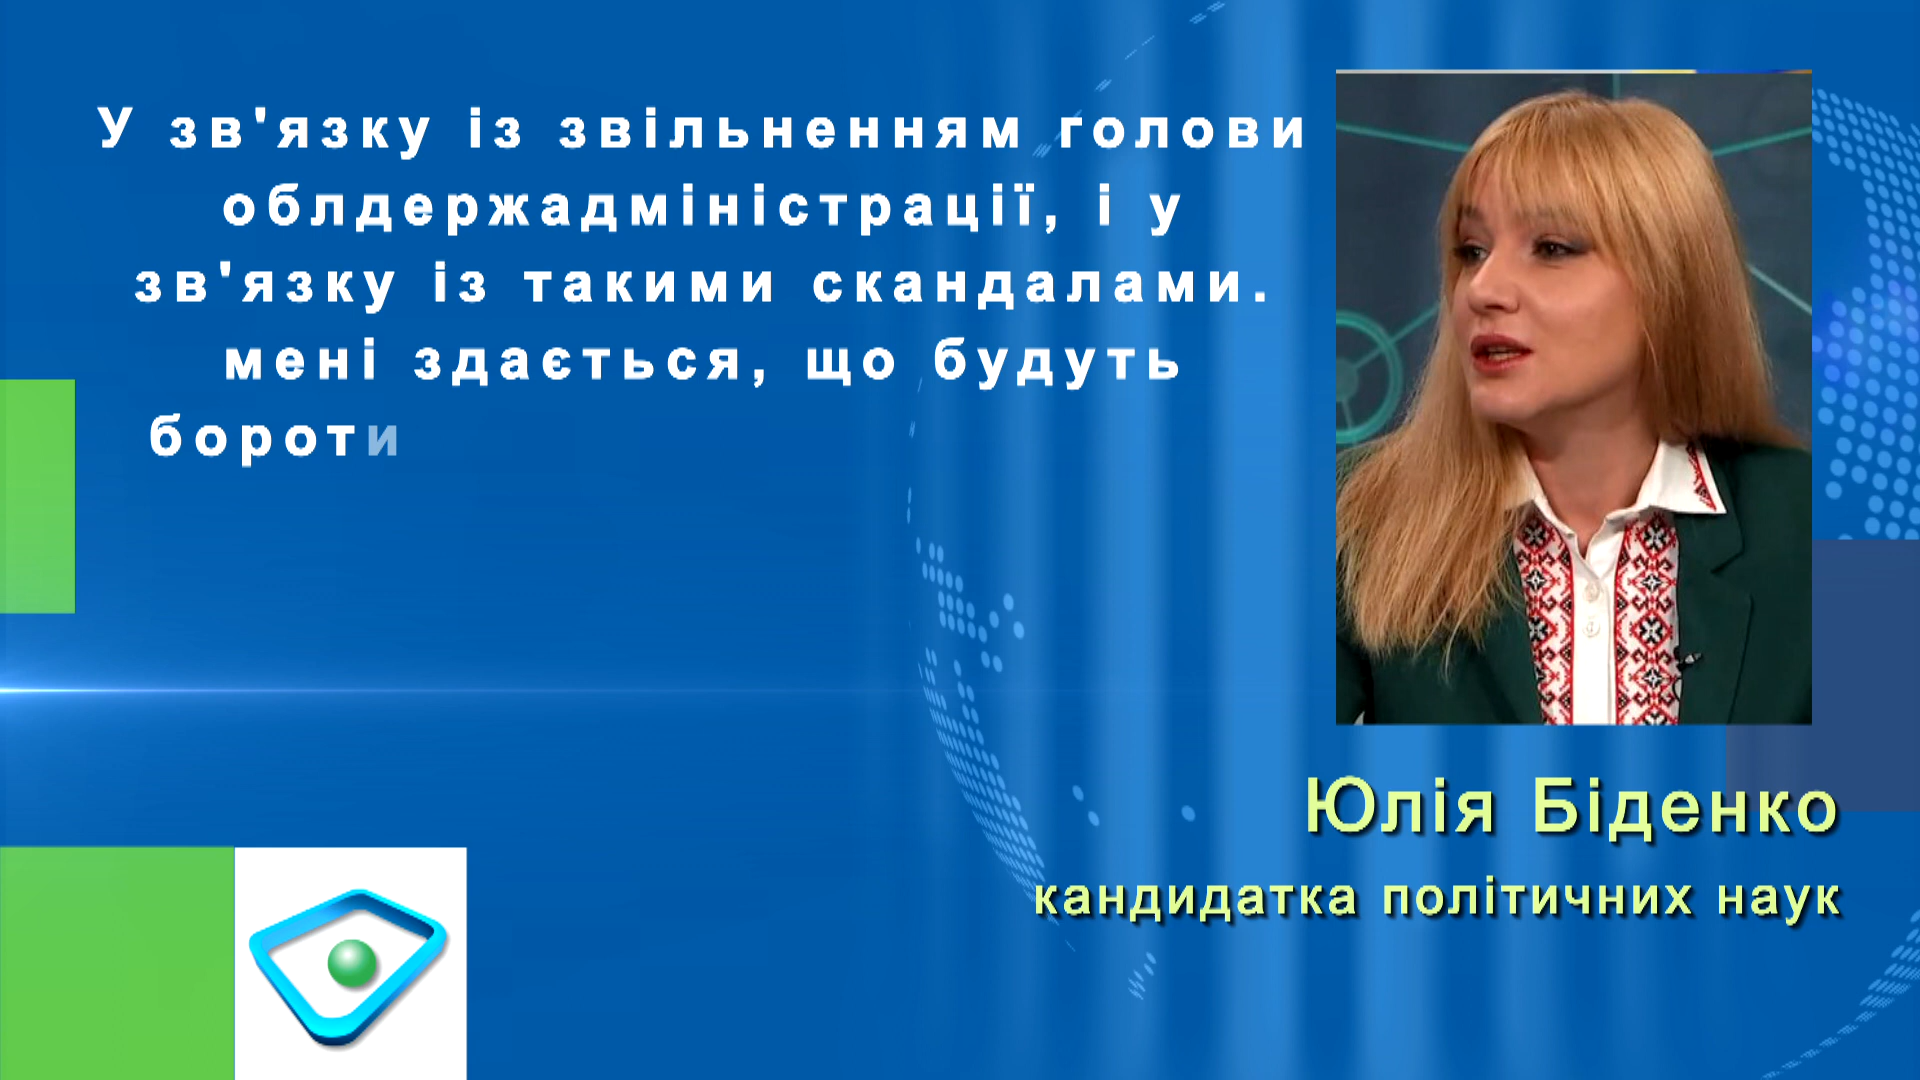 У зв'язку із звільненням голови
облдержадміністрації, і у
зв'язку із такими скандалами.
мені здається, що будуть
бороти
Юлія Біденко
кандидатка політичних наук